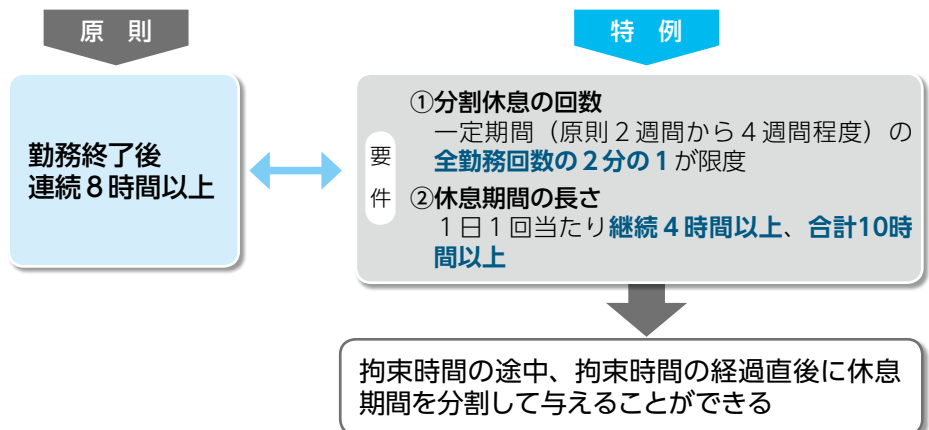 原 則
特 例
勤務終了後
連続8時間以上
要件
①分割休息の回数
一定期間（原則２週間から４週間程度）の
全勤務回数の２分の１が限度
②休息期間の長さ
１日１回当たり継続４時間以上、合計10時
間以上
拘束時間の途中、拘束時間の経過直後に休息
期間を分割して与えることができる